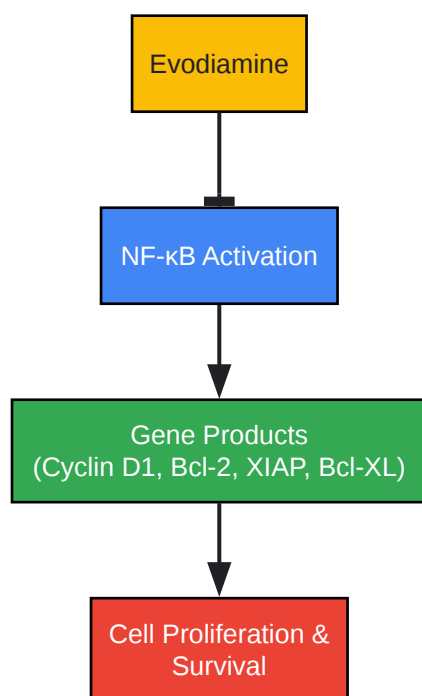 Evodiamine
NF-κB Activation
Gene Products
(Cyclin D1, Bcl-2, XIAP, Bcl-XL)
Cell Proliferation &
Survival